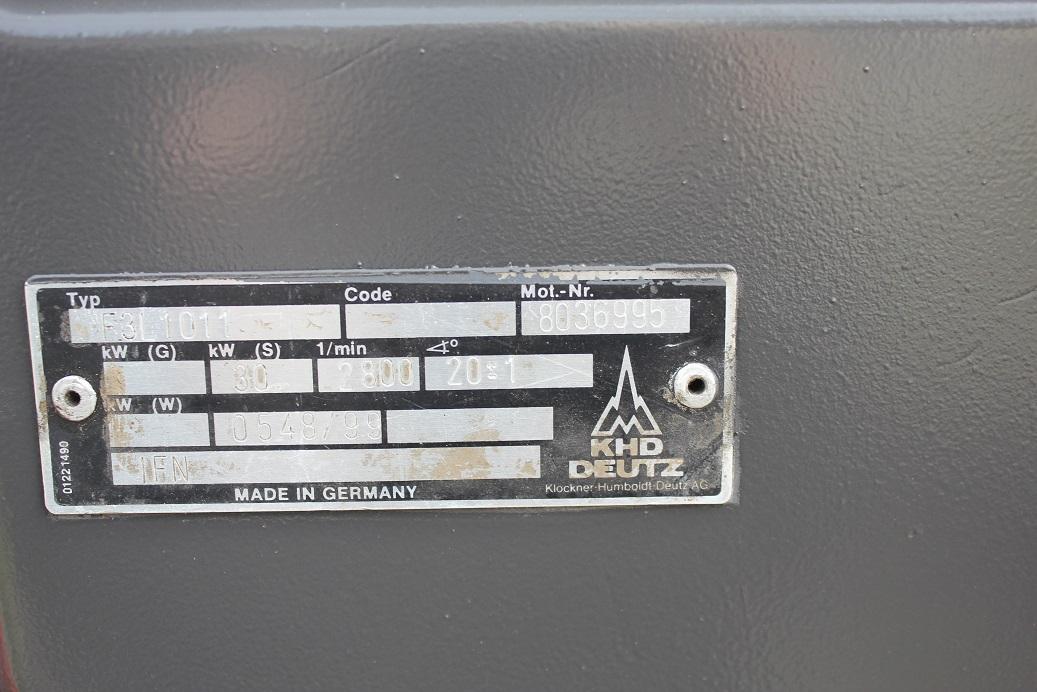 Typ Code Mot.-Nr.
F3L1011 8036995
kW (G) kW (S) 1/min ∢°
30 2800 20±1
kW (W)
0548/99
IFN
01221490
KHD
DEUTZ
MADE IN GERMANY
Klöckner-Humboldt-Deutz AG